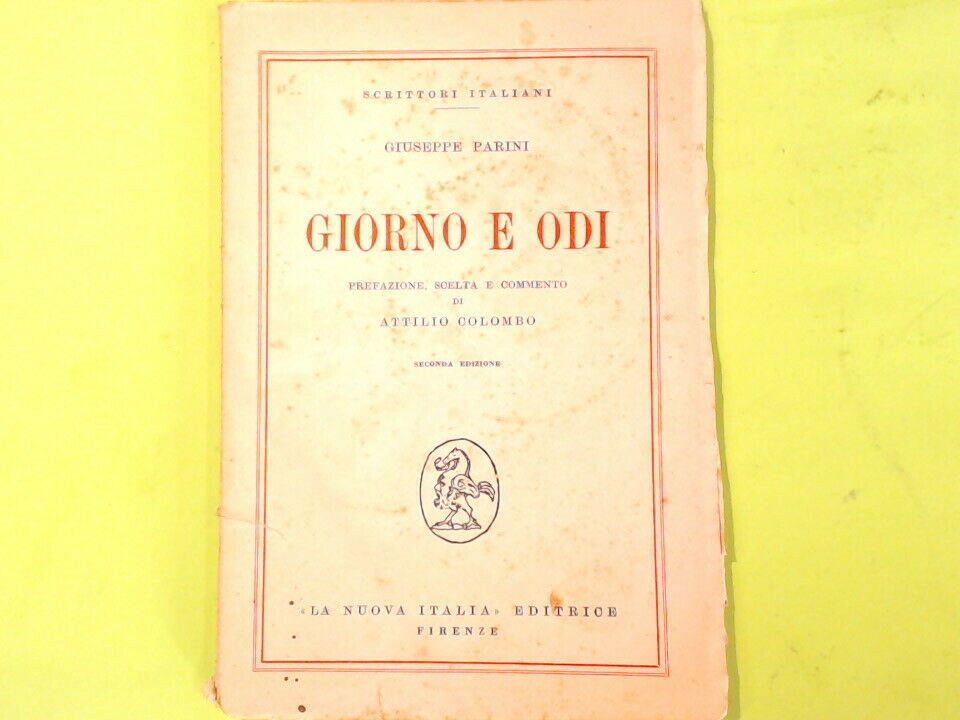 SCRITTORI ITALIANI
GIUSEPPE PARINI
GIORNO E ODI
PREFAZIONE, SCELTA E COMMENTO
DI
ATTILIO COLOMBO
SECONDA EDIZIONE
«LA NUOVA ITALIA» EDITRICE
FIRENZE